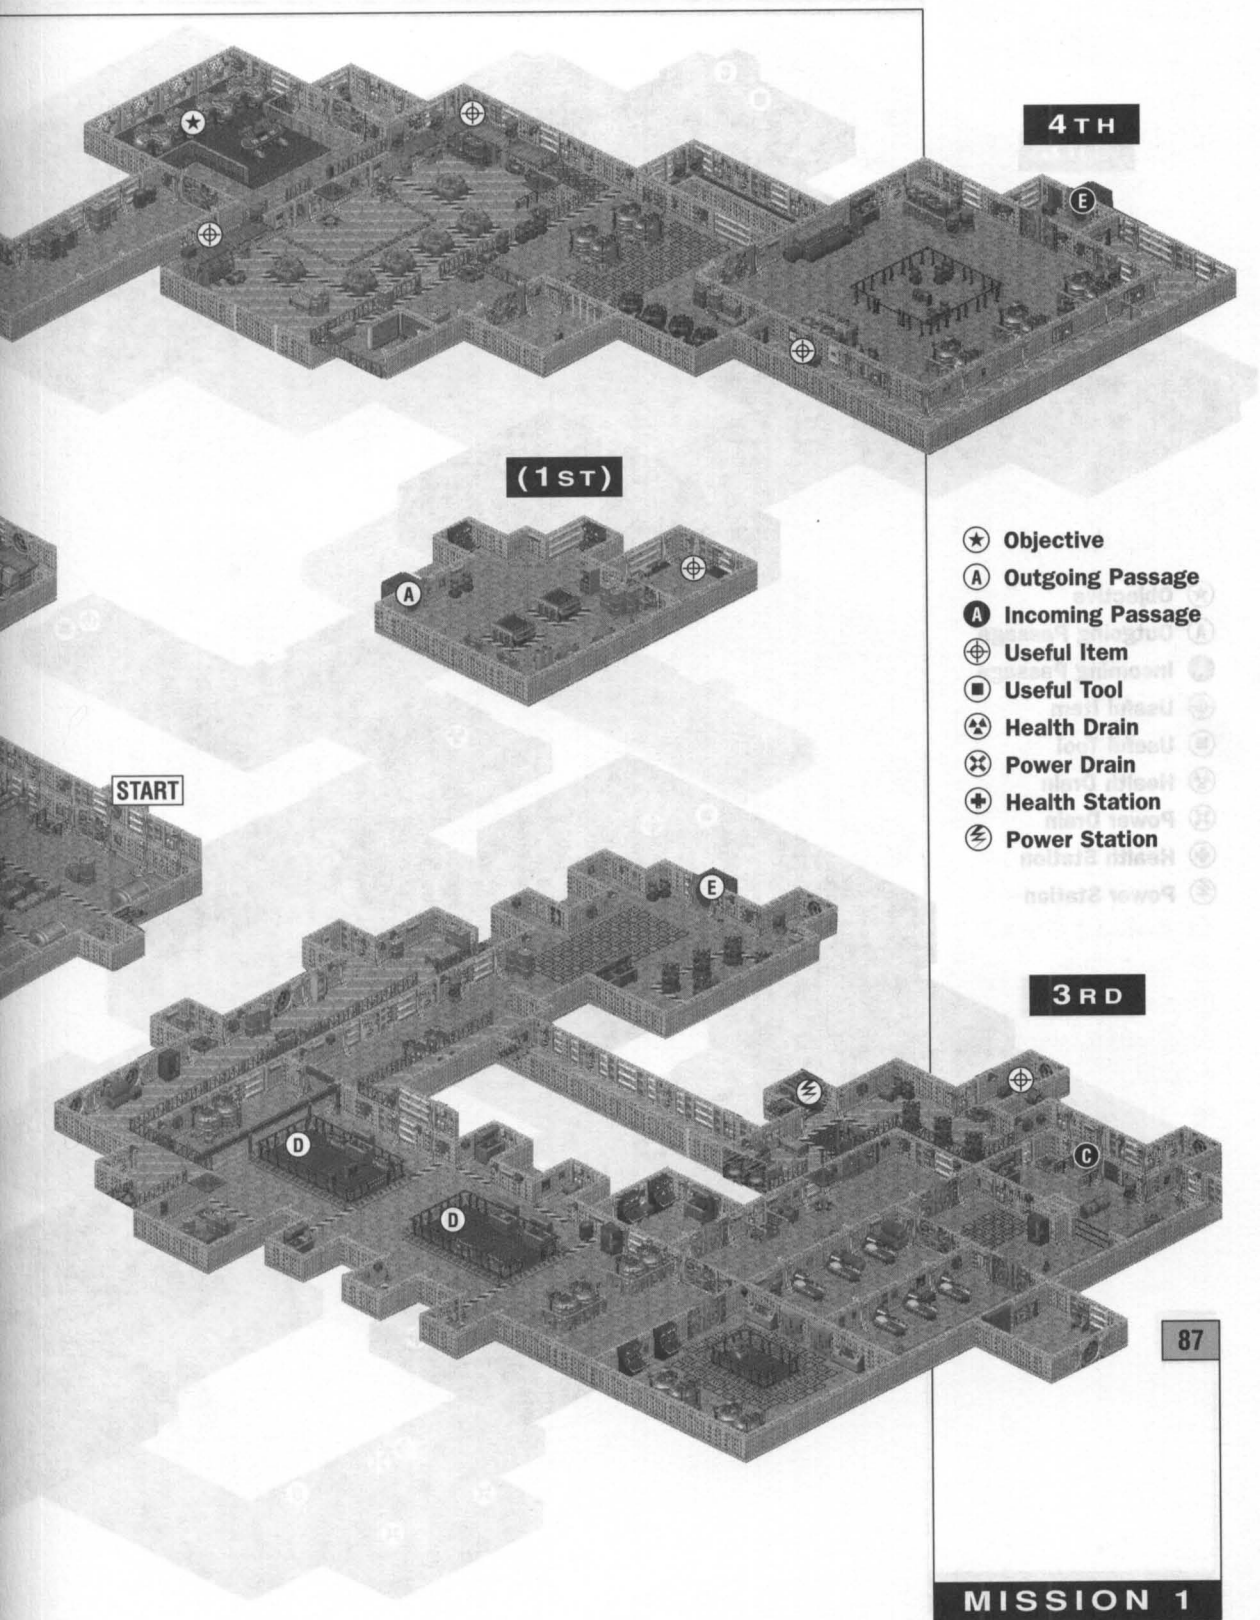 4TH
E
(1ST)
A
Objective
A Outgoing Passage
A Incoming Passage
Useful Item
Useful Tool
Health Drain
Power Drain
Health Station
Power Station
START
E
3RD
D
C
D
87
MISSION 1